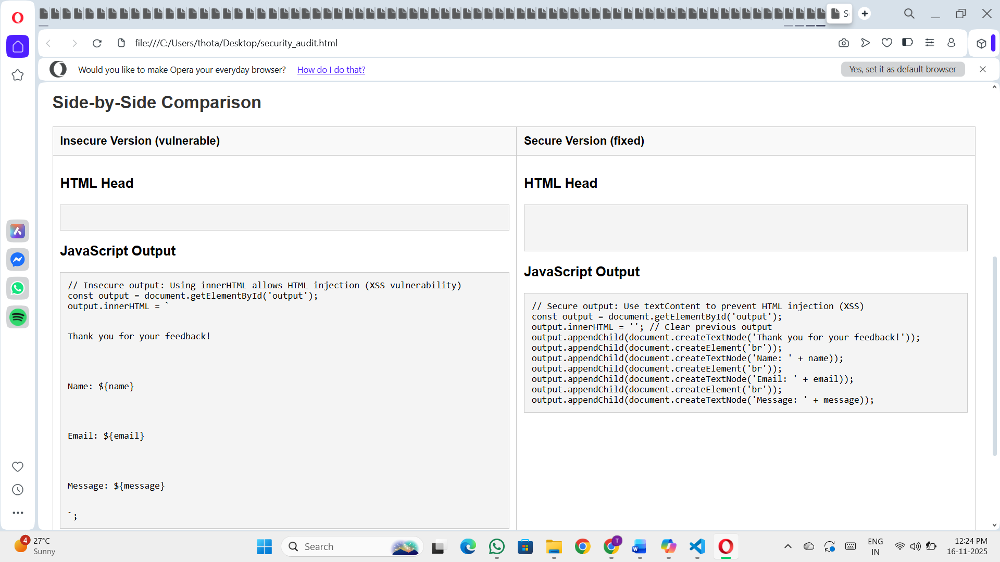 S
file:///C:/Users/thota/Desktop/security_audit.html
Would you like to make Opera your everyday browser? How do I do that?
Yes, set it as default browser
Side-by-Side Comparison
Insecure Version (vulnerable)
HTML Head
JavaScript Output
// Insecure output: Using innerHTML allows HTML injection (XSS vulnerability)
const output = document.getElementById('output');
output.innerHTML = `
Thank you for your feedback!
Name: ${name}
Email: ${email}
Message: ${message}
`;
Secure Version (fixed)
HTML Head
JavaScript Output
// Secure output: Use textContent to prevent HTML injection (XSS)
const output = document.getElementById('output');
output.innerHTML = ''; // Clear previous output
output.appendChild(document.createTextNode('Thank you for your feedback!'));
output.appendChild(document.createElement('br'));
output.appendChild(document.createTextNode('Name: ' + name));
output.appendChild(document.createElement('br'));
output.appendChild(document.createTextNode('Email: ' + email));
output.appendChild(document.createElement('br'));
output.appendChild(document.createTextNode('Message: ' + message));
4
27°C
Sunny
Search
T
W
ENG
IN
12:24 PM
16-11-2025